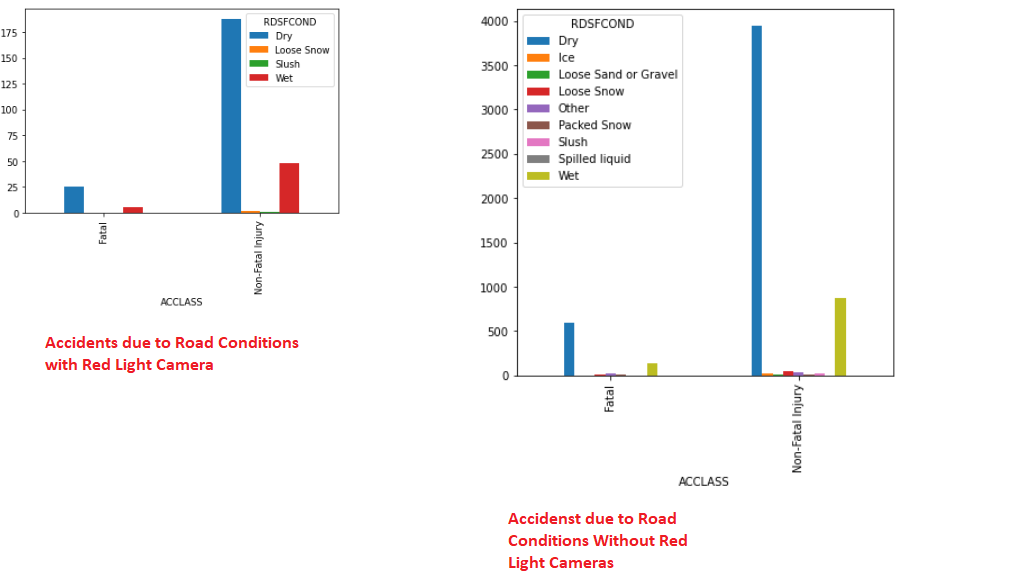 175
150
125
100
75
50
25
0
RDSFCOND
Dry
Loose Snow
Slush
Wet
Fatal
Non-Fatal Injury
ACCLASS
Accidents due to Road Conditions
with Red Light Camera
4000
3500
3000
2500
2000
1500
1000
500
0
RDSFCOND
Dry
Ice
Loose Sand or Gravel
Loose Snow
Other
Packed Snow
Slush
Spilled liquid
Wet
Fatal
Non-Fatal Injury
ACCLASS
Accidenst due to Road
Conditions Without Red
Light Cameras